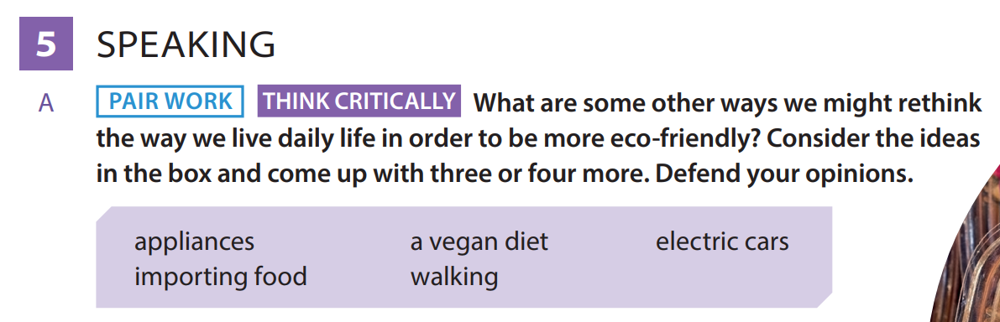 5 SPEAKING
A PAIR WORK THINK CRITICALLY What are some other ways we might rethink
the way we live daily life in order to be more eco-friendly? Consider the ideas
in the box and come up with three or four more. Defend your opinions.
appliances a vegan diet electric cars
importing food walking